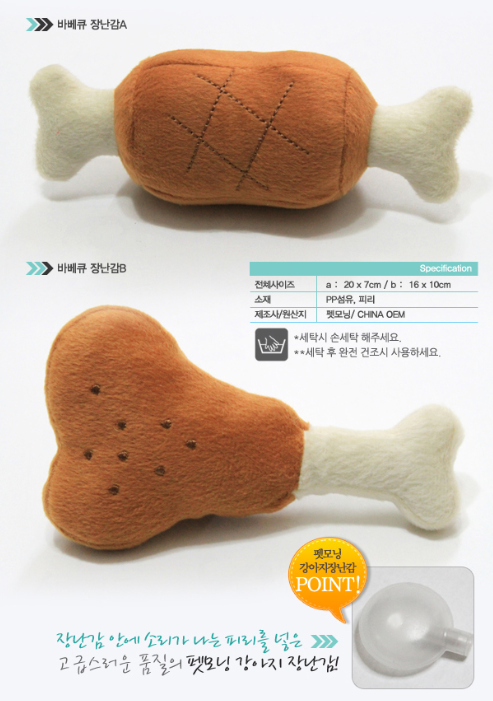 바베큐 장난감A
바베큐 장난감B
Specification
전체사이즈 a : 20 x 7cm / b : 16 x 10cm
소재 PP섬유, 피리
제조사/원산지 펫모닝/ CHINA OEM
*세탁시 손세탁 해주세요.
**세탁 후 완전 건조시 사용하세요.
펫모닝
강아지장난감
POINT!
장난감 안에 소리가 나는 피리를 넣은
고급스러운 품질의 펫모닝 강아지 장난감!